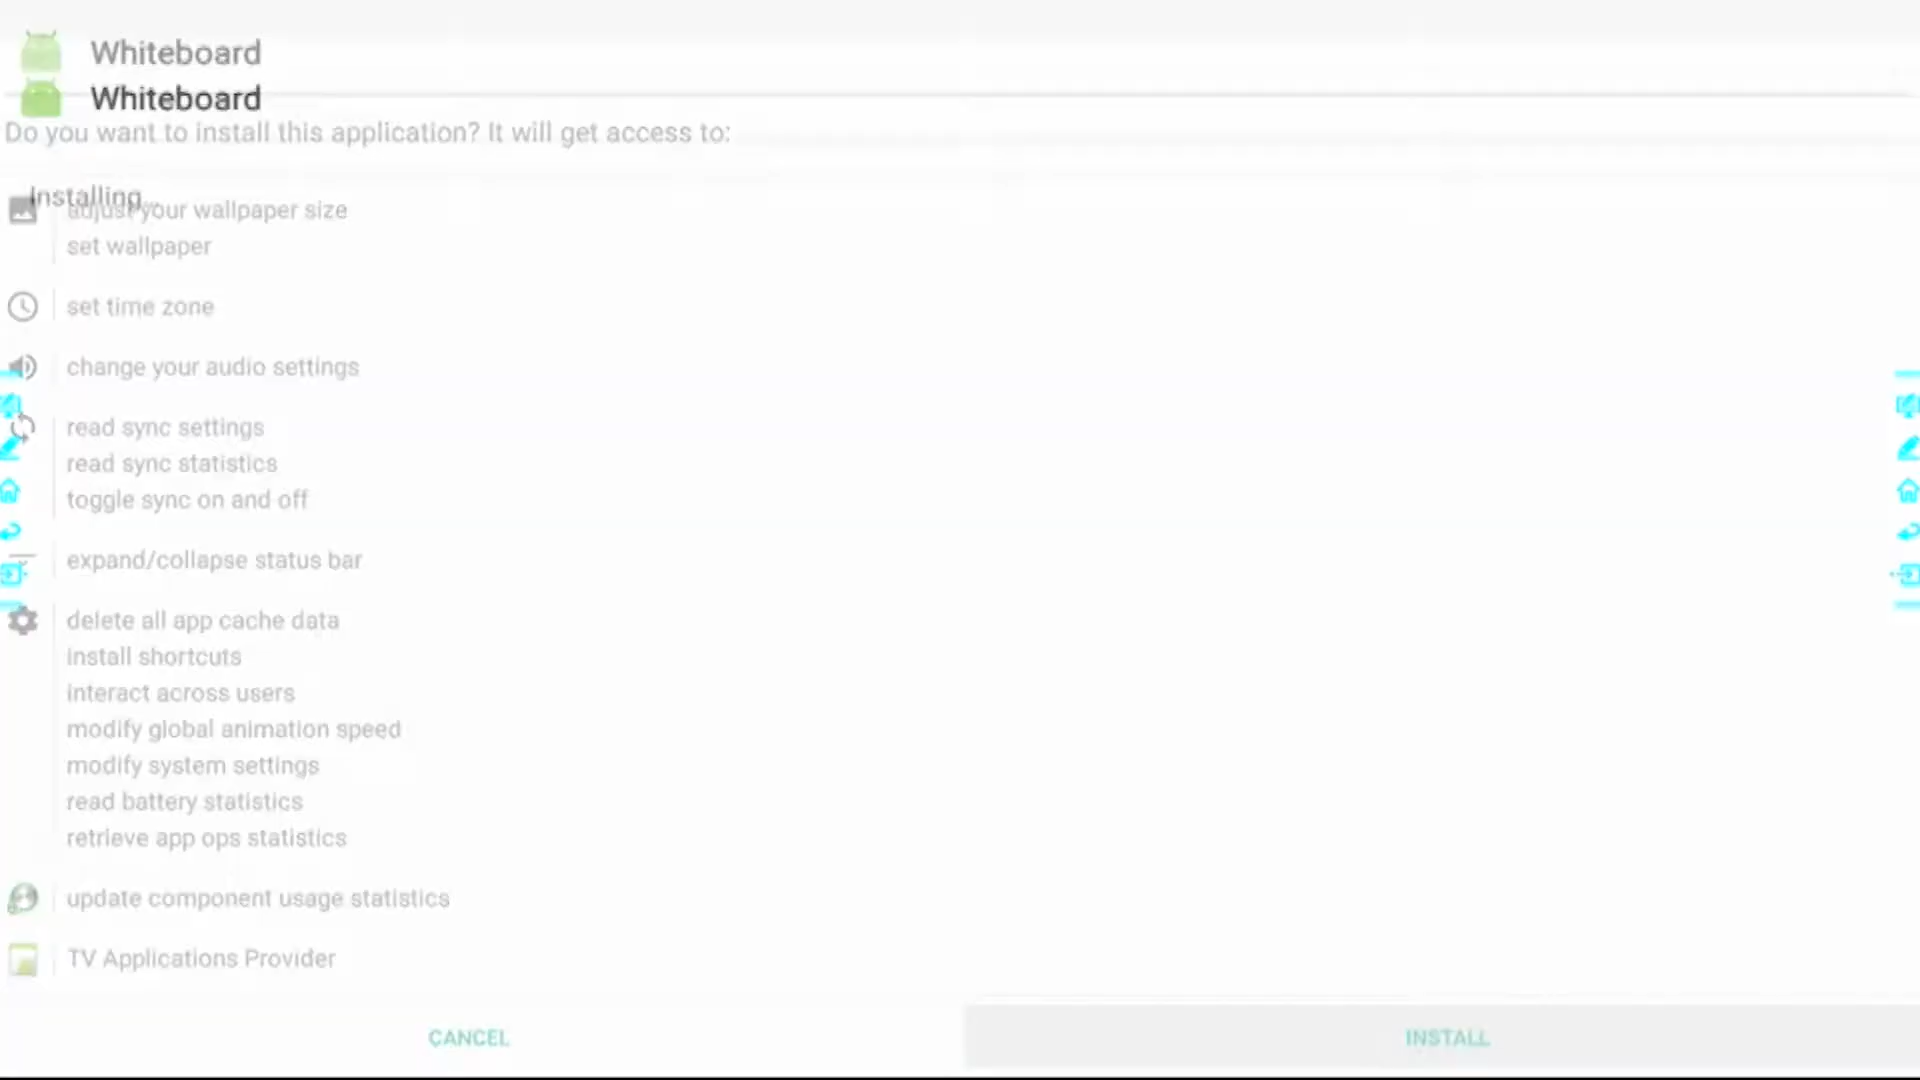 Whiteboard
Whiteboard
Do you want to install this application? It will get access to:
Installing...
adjust your wallpaper size
set wallpaper
set time zone
change your audio settings
read sync settings
read sync statistics
toggle sync on and off
expand/collapse status bar
delete all app cache data
install shortcuts
interact across users
modify global animation speed
modify system settings
read battery statistics
retrieve app ops statistics
update component usage statistics
TV Applications Provider
CANCEL
INSTALL